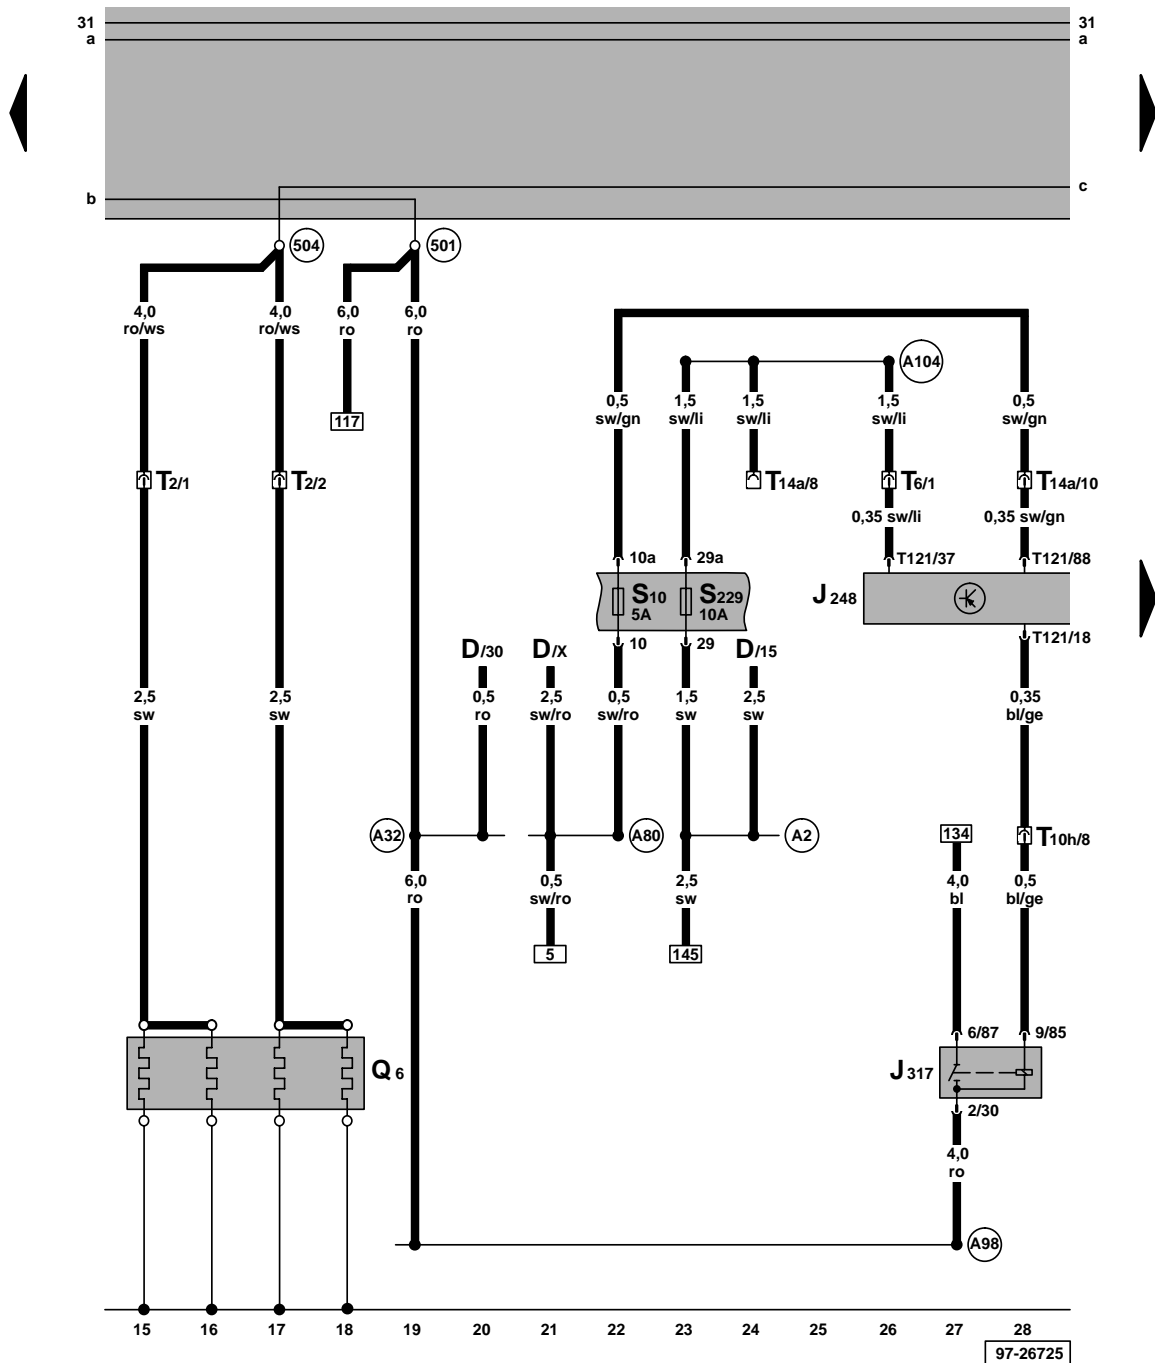 31 31
a a
b c
504 501
4,0 4,0 6,0 6,0
ro/ws ro/ws ro ro
A104
0,5 1,5 1,5 1,5 0,5
sw/gn sw/li sw/li sw/li sw/gn
117
T2/1 T2/2 T14a/8 T6/1 T14a/10
0,35 sw/li 0,35 sw/gn
10a 29a T121/37 T121/88
S10 S229 J248
5A 10A
10 29 T121/18
D/30 D/X D/15
2,5 2,5 0,5 2,5 0,5 1,5 2,5 0,35
sw sw ro sw/ro sw/ro sw sw bl/ge
A32 A80 A2 134 T10h/8
6,0 0,5 2,5 4,0 0,5
ro sw/ro sw bl bl/ge
5 145
6/87 9/85
Q6 J317
2/30
4,0
ro
A98
15 16 17 18 19 20 21 22 23 24 25 26 27 28
97-26725